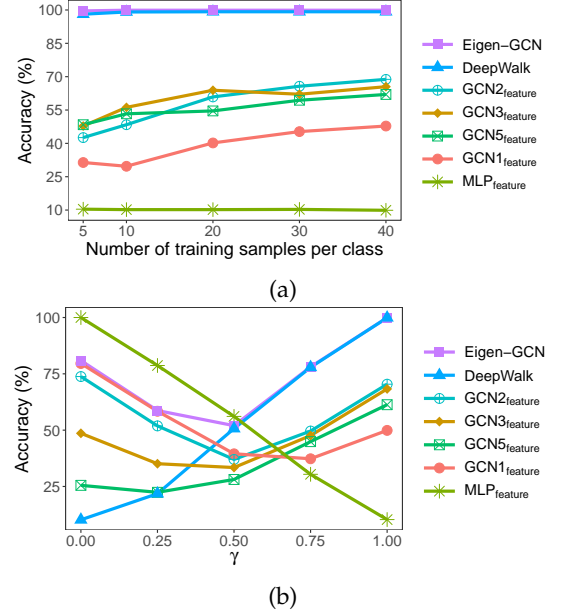 100
85
70
55
40
25
10
Accuracy (%)
5 10 20 30 40
Number of training samples per class
Eigen−GCN
DeepWalk
GCN2feature
GCN3feature
GCN5feature
GCN1feature
MLPfeature
(a)
100
75
50
25
Accuracy (%)
0.00 0.25 0.50 0.75 1.00
γ
Eigen−GCN
DeepWalk
GCN2feature
GCN3feature
GCN5feature
GCN1feature
MLPfeature
(b)